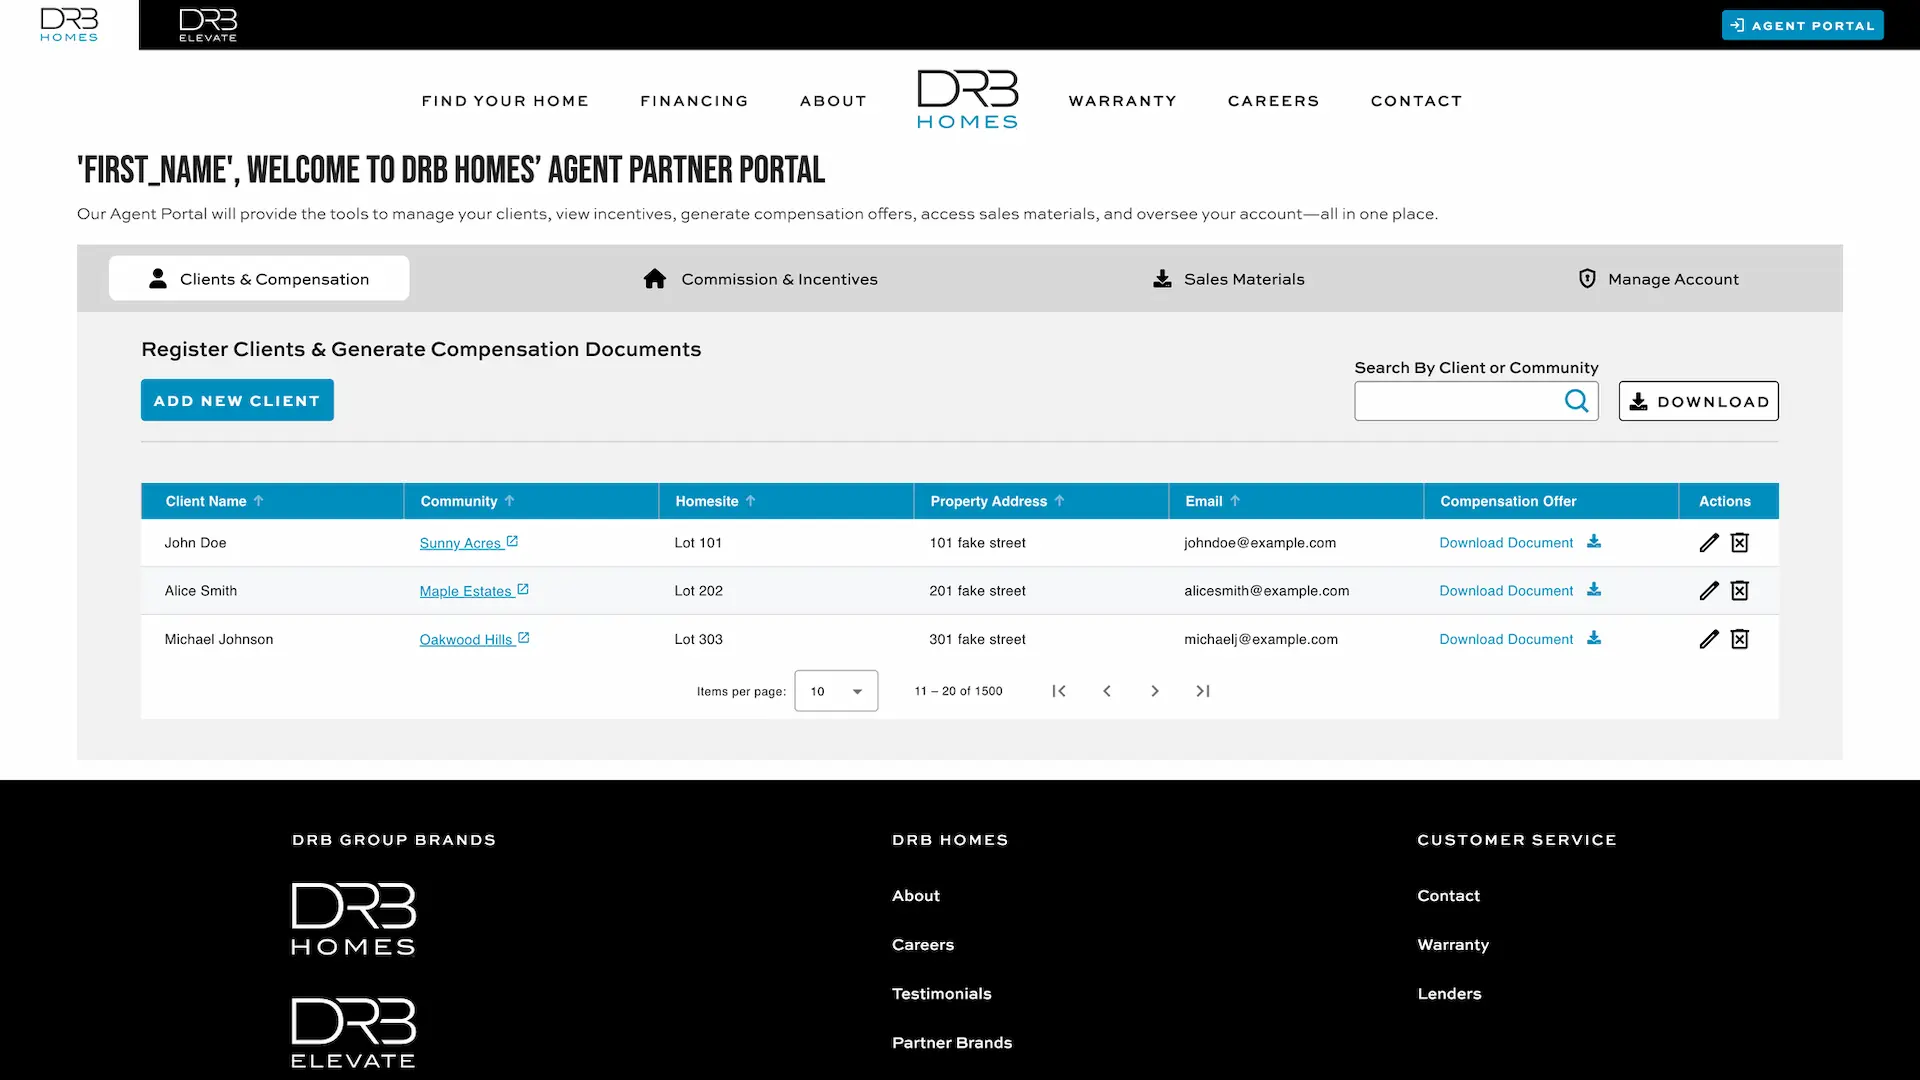 DRB HOMES
DRB ELEVATE
AGENT PORTAL
FIND YOUR HOME
FINANCING
ABOUT
DRB HOMES
WARRANTY
CAREERS
CONTACT
'FIRST_NAME', WELCOME TO DRB HOMES’ AGENT PARTNER PORTAL
Our Agent Portal will provide the tools to manage your clients, view incentives, generate compensation offers, access sales materials, and oversee your account—all in one place.
Clients & Compensation
Commission & Incentives
Sales Materials
Manage Account
Register Clients & Generate Compensation Documents
ADD NEW CLIENT
Search By Client or Community
DOWNLOAD
Client Name Community Homesite Property Address Email Compensation Offer Actions
John Doe Sunny Acres Lot 101 101 fake street johndoe@example.com Download Document
Alice Smith Maple Estates Lot 202 201 fake street alicesmith@example.com Download Document
Michael Johnson Oakwood Hills Lot 303 301 fake street michaelj@example.com Download Document
Items per page: 10 11 – 20 of 1500
DRB GROUP BRANDS
DRB HOMES
DRB ELEVATE
DRB HOMES
About
Careers
Testimonials
Partner Brands
CUSTOMER SERVICE
Contact
Warranty
Lenders